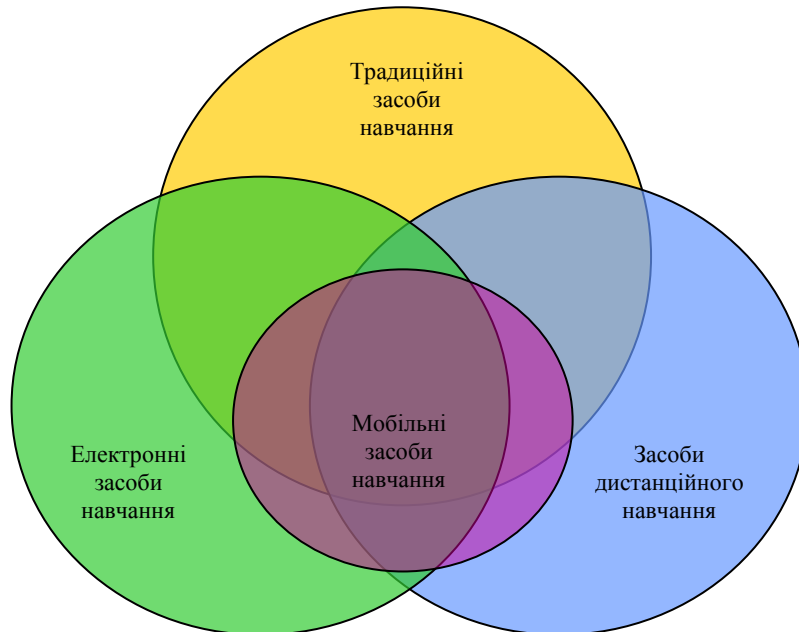 Традиційні
засоби
навчання
Електронні
засоби
навчання
Мобільні
засоби
навчання
Засоби
дистанційного
навчання